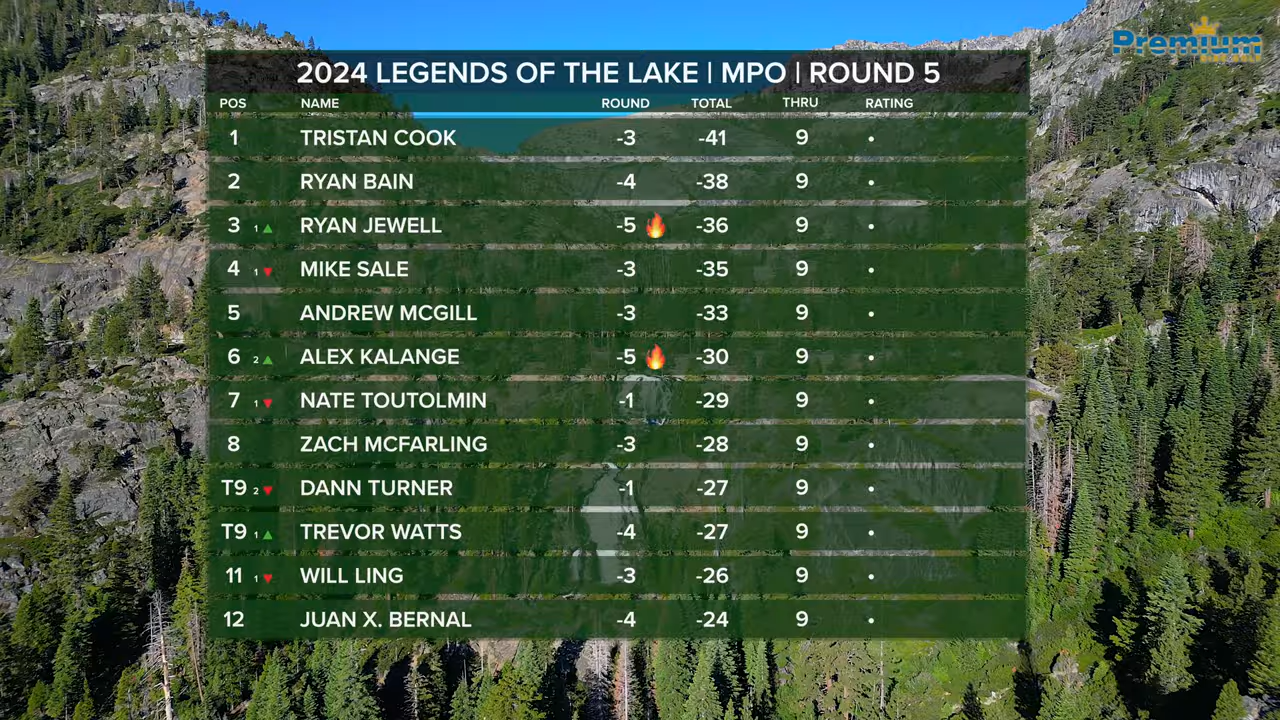 Premium
DISC GOLF
2024 LEGENDS OF THE LAKE | MPO | ROUND 5
POS NAME ROUND TOTAL THRU RATING
1 TRISTAN COOK -3 -41 9 •
2 RYAN BAIN -4 -38 9 •
3 1▲ RYAN JEWELL -5 🔥 -36 9 •
4 1▼ MIKE SALE -3 -35 9 •
5 ANDREW MCGILL -3 -33 9 •
6 2▲ ALEX KALANGE -5 🔥 -30 9 •
7 1▼ NATE TOUTOLMIN -1 -29 9 •
8 ZACH MCFARLING -3 -28 9 •
T9 2▼ DANN TURNER -1 -27 9 •
T9 1▲ TREVOR WATTS -4 -27 9 •
11 1▼ WILL LING -3 -26 9 •
12 JUAN X. BERNAL -4 -24 9 •